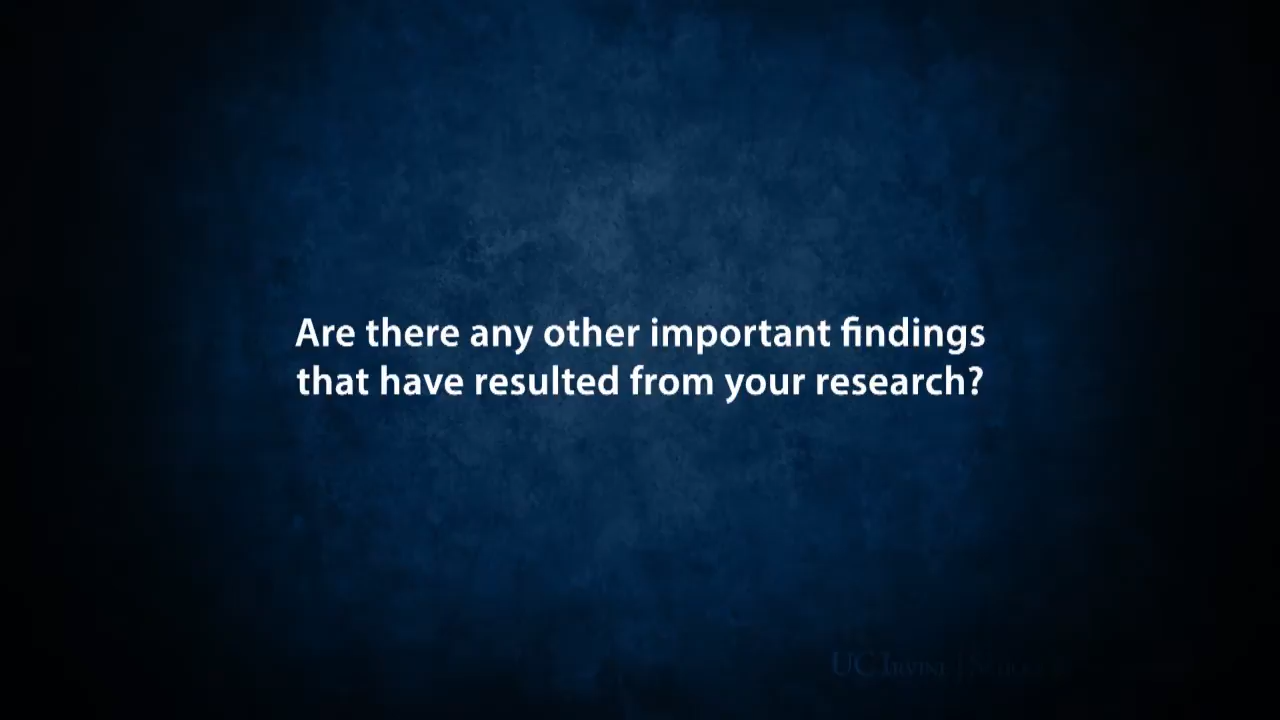 Are there any other important findings
that have resulted from your research?
UC IRVINE